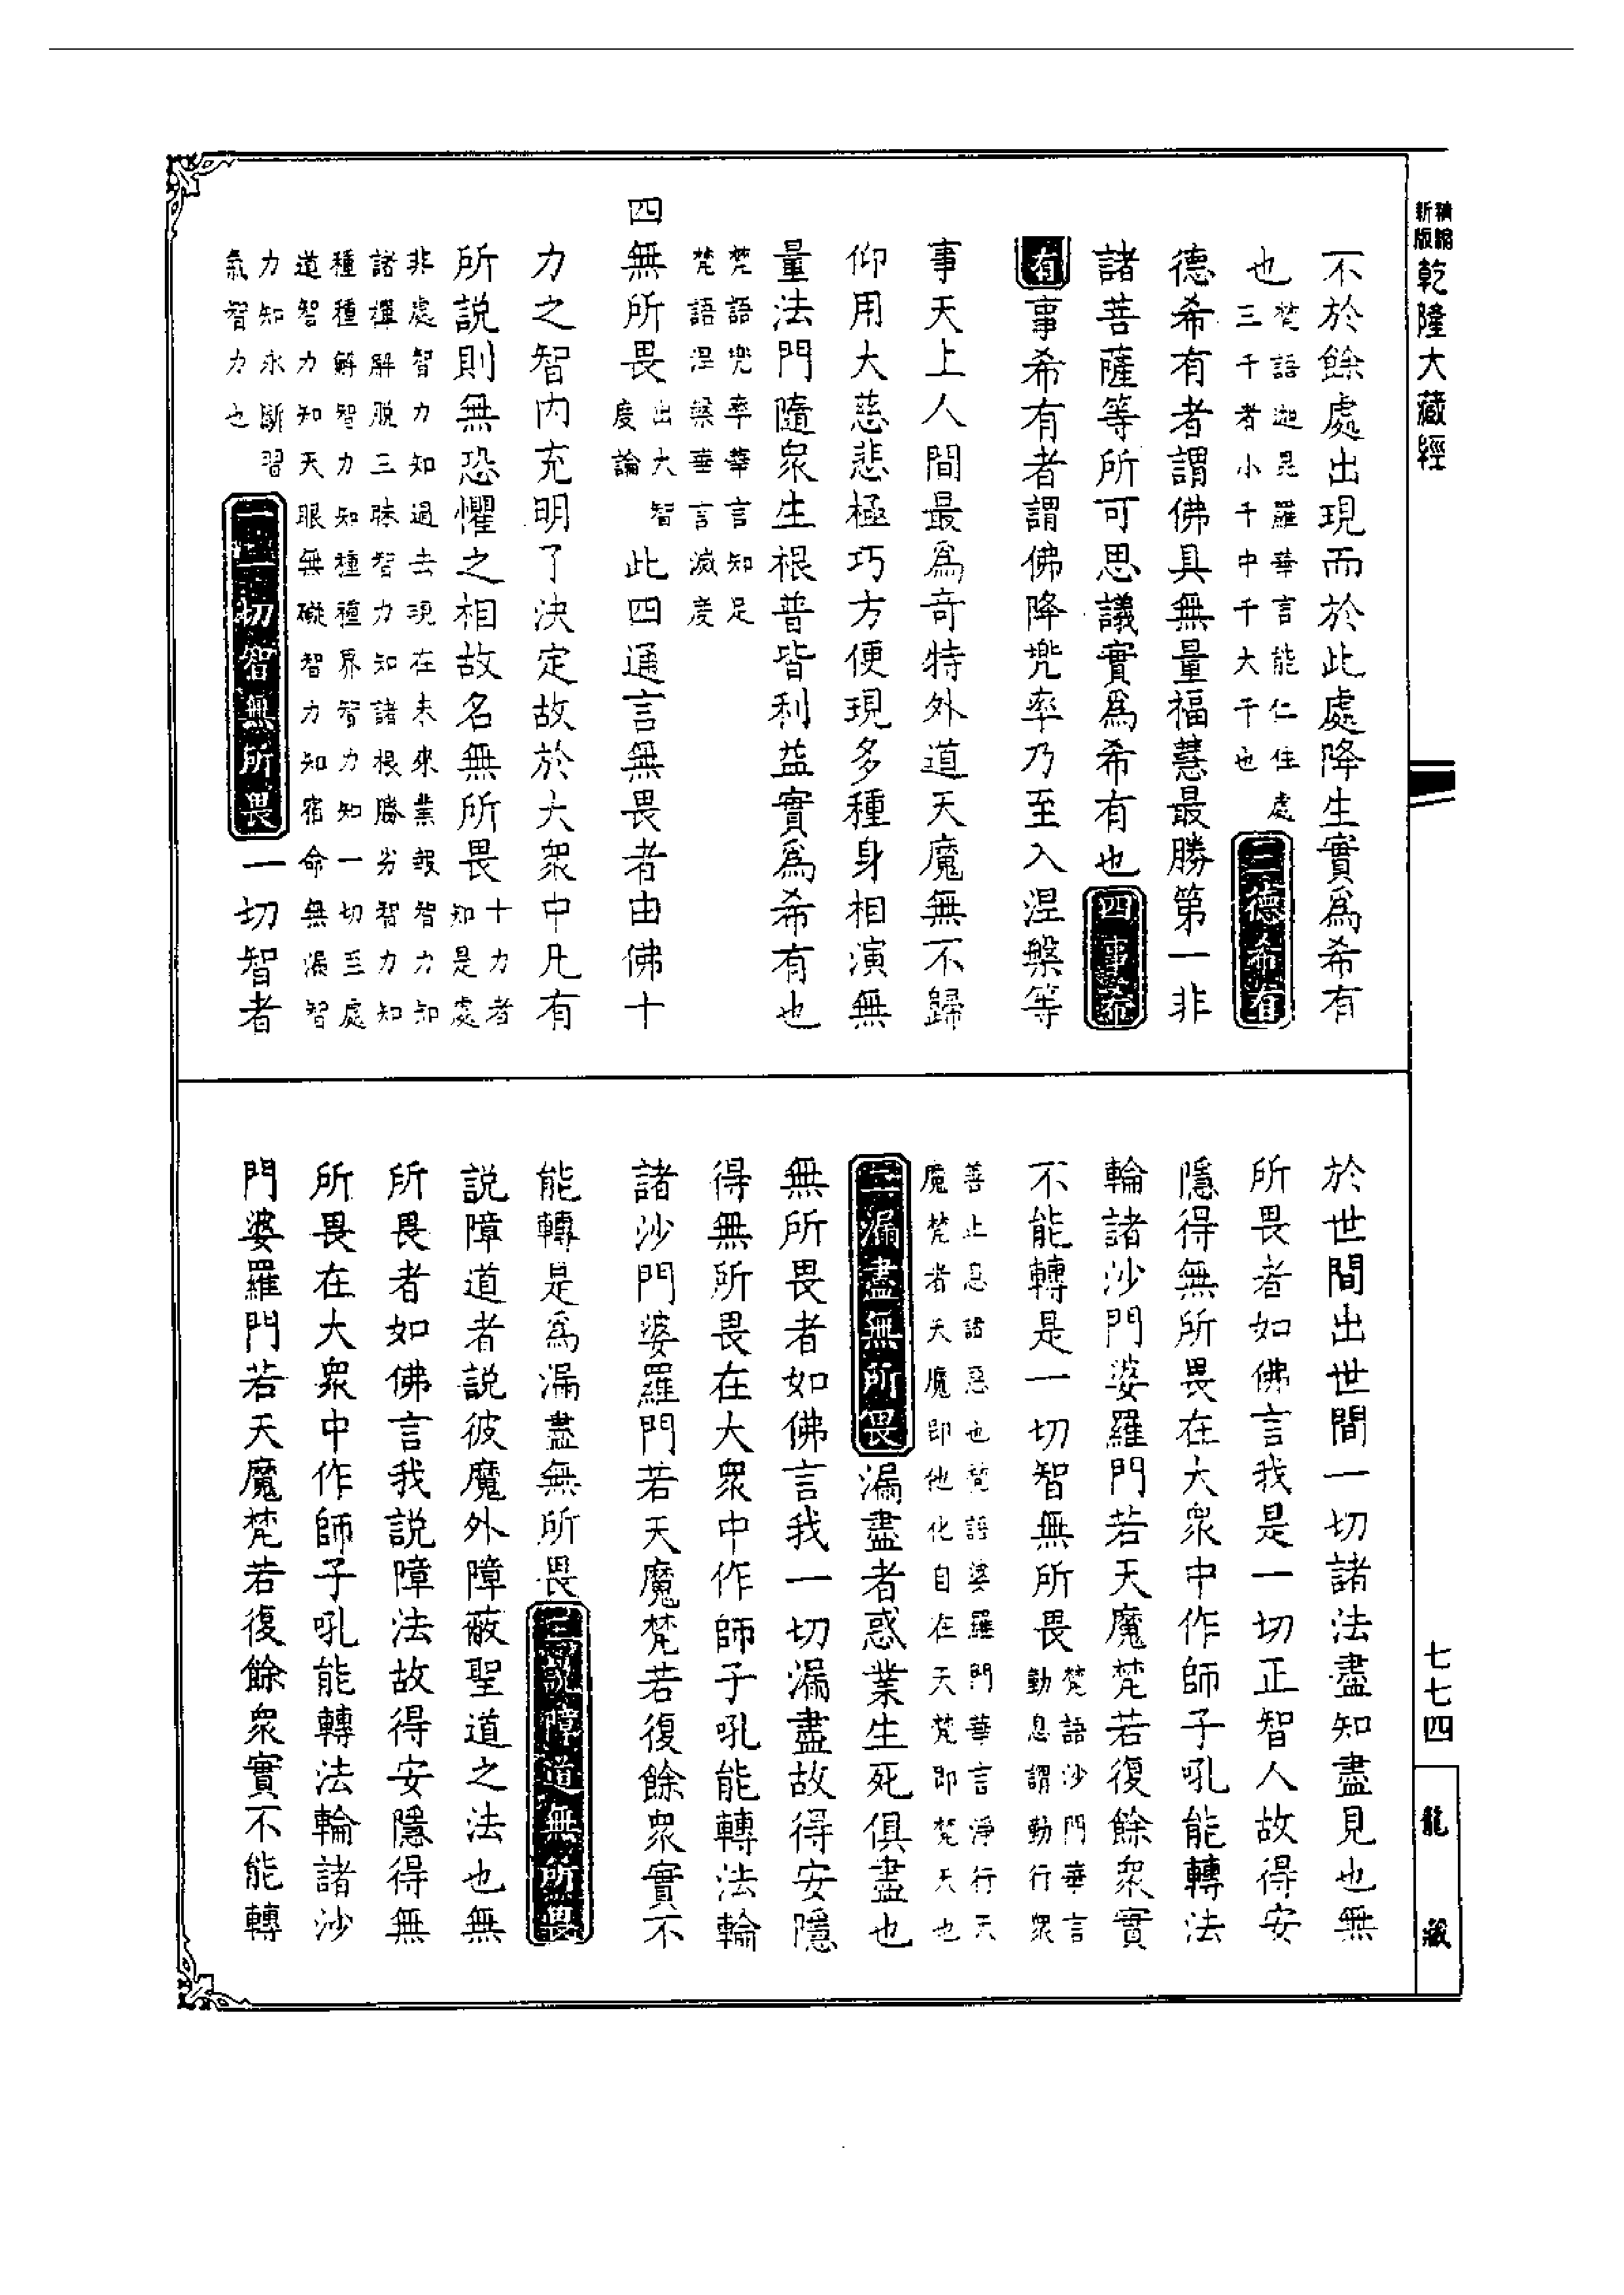 新版 精縮 乾隆大藏經
不於餘處出現而於此處降生實為希有
也梵語迦毘羅華言能仁住處
三千者小千中千大千也三德希有
德希有者謂佛具無量福慧最勝第一非
諸菩薩等所可思議實為希有也四事希
有事希有者謂佛降兜率乃至入涅槃等
事天上人間最為奇特外道天魔無不歸
仰用大慈悲極巧方便現多種身相演無
量法門隨眾生根普皆利益實為希有也
梵語兜率華言知足
梵語涅槃華言滅度
四無所畏出大智
度論此四通言無畏者由佛十
力之智內充明了決定故於大眾中凡有
所說則無恐懼之相故名無所畏十力者
知是處
非處智力知過去現在未來業報智力知
諸禪解脫三昧智力知諸根勝劣智力知
種種解智力知種種界智力知一切至處
道智力知天眼無礙智力知宿命無漏智
力知永斷習
氣智力也一一切智無所畏一切智者
於世間出世間一切諸法盡知盡見也無
所畏者如佛言我是一切正智人故得安
隱得無所畏在大眾中作師子吼能轉法
輪諸沙門婆羅門若天魔梵若復餘眾實
不能轉是一切智無所畏梵語沙門華言
勤息謂勤行眾
善止息諸惡也梵語婆羅門華言淨行天
魔梵者天魔即他化自在天梵即梵天也
二漏盡無所畏漏盡者惑業生死俱盡也
無所畏者如佛言我一切漏盡故得安隱
得無所畏在大眾中作師子吼能轉法輪
諸沙門婆羅門若天魔梵若復餘眾實不
能轉是為漏盡無所畏三說障道無所畏
說障道者說彼魔外障蔽聖道之法也無
所畏者如佛言我說障法故得安隱得無
所畏在大眾中作師子吼能轉法輪諸沙
門婆羅門若天魔梵若復餘眾實不能轉
七七四
龍藏